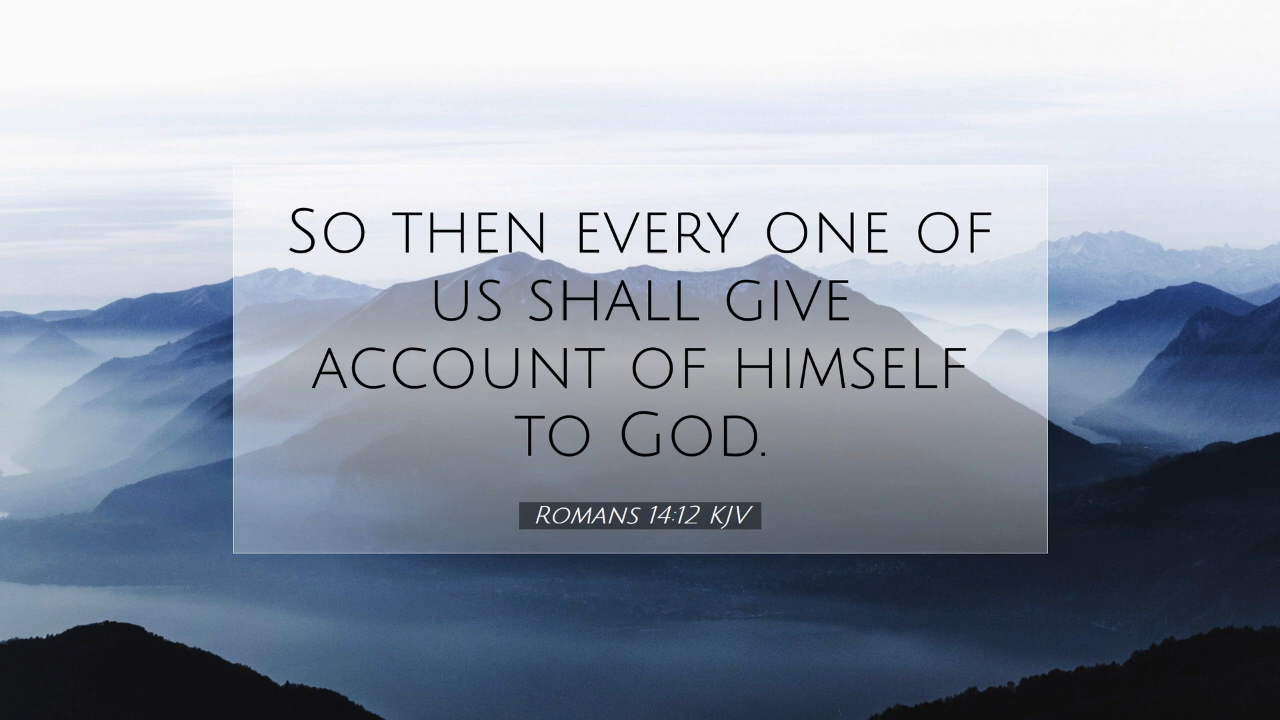 So then every one of
us shall give
account of himself
to God.
Romans 14:12 KJV